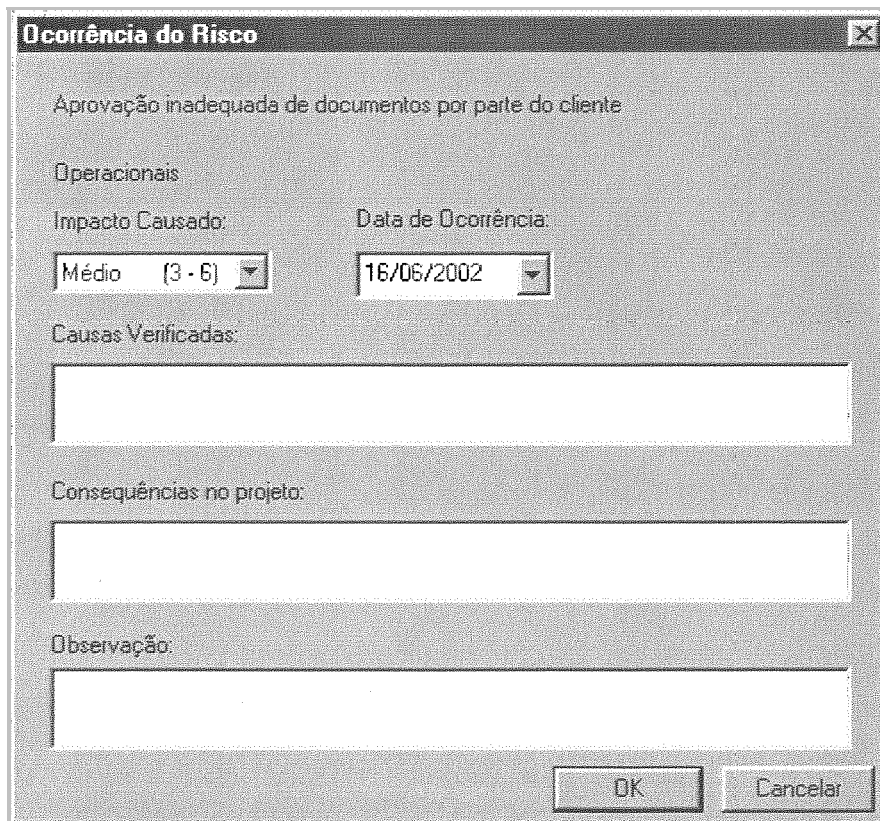 Ocorrência do Risco
Aprovação inadequada de documentos por parte do cliente
Operacionais
Impacto Causado: Data de Ocorrência:
Médio (3 - 6) 16/06/2002
Causas Verificadas:
Consequências no projeto:
Observação:
OK Cancelar